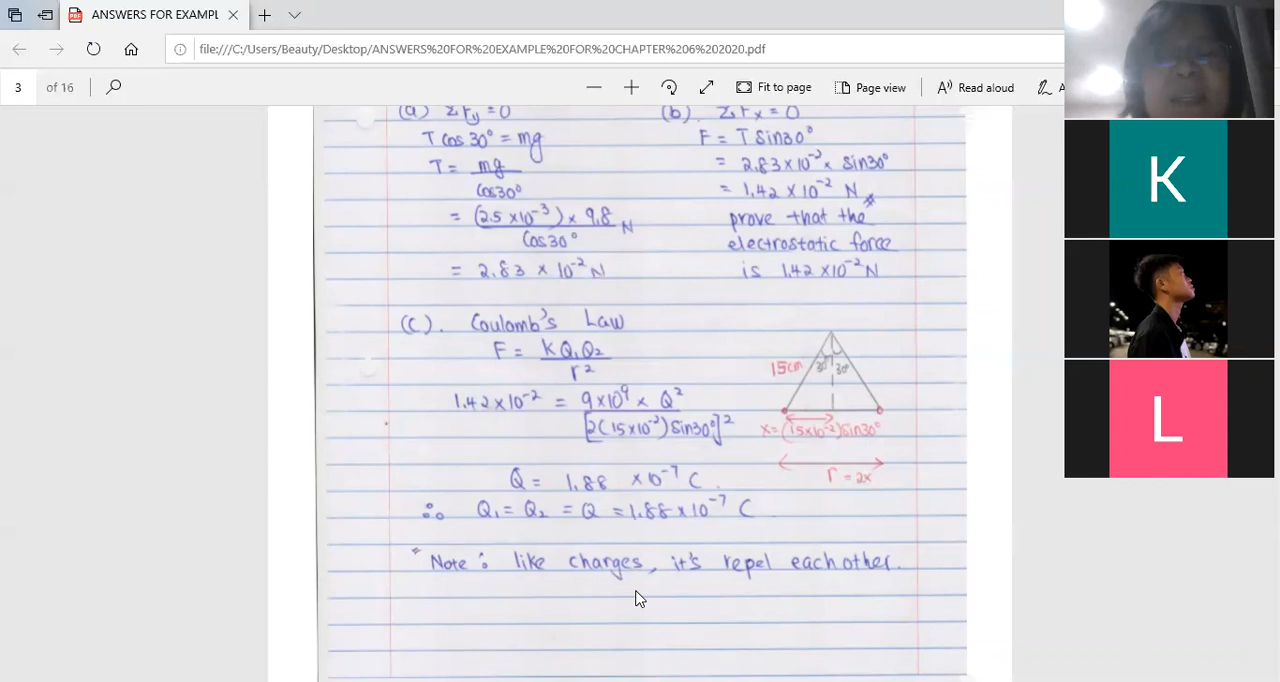 ANSWERS FOR EXAMPL
file:///C:/Users/Beauty/Desktop/ANSWERS%20FOR%20EXAMPLE%20FOR%20CHAPTER%206%202020.pdf
3 of 16
Fit to page
Page view
Read aloud
(a) ΣFy = 0
T cos 30° = mg
T = mg / cos30°
= (2.5 × 10⁻³) × 9.8 / cos30° N
= 2.83 × 10⁻² N
(b). ΣFx = 0
F = T sin30°
= 2.83×10⁻² × sin30°
= 1.42 × 10⁻² N
prove that the
electrostatic force
is 1.42 ×10⁻² N
(c). Coulomb's Law
F = kQ₁Q₂ / r²
1.42×10⁻² = 9×10⁹ × Q² / [2(15×10⁻²)sin30°]²
Q = 1.88 ×10⁻⁷ C
∴ Q₁ = Q₂ = Q = 1.88×10⁻⁷ C
15cm
30° 30°
x=(15×10⁻²)sin30°
r = 2x
* Note : like charges, it's repel each other.
K
L